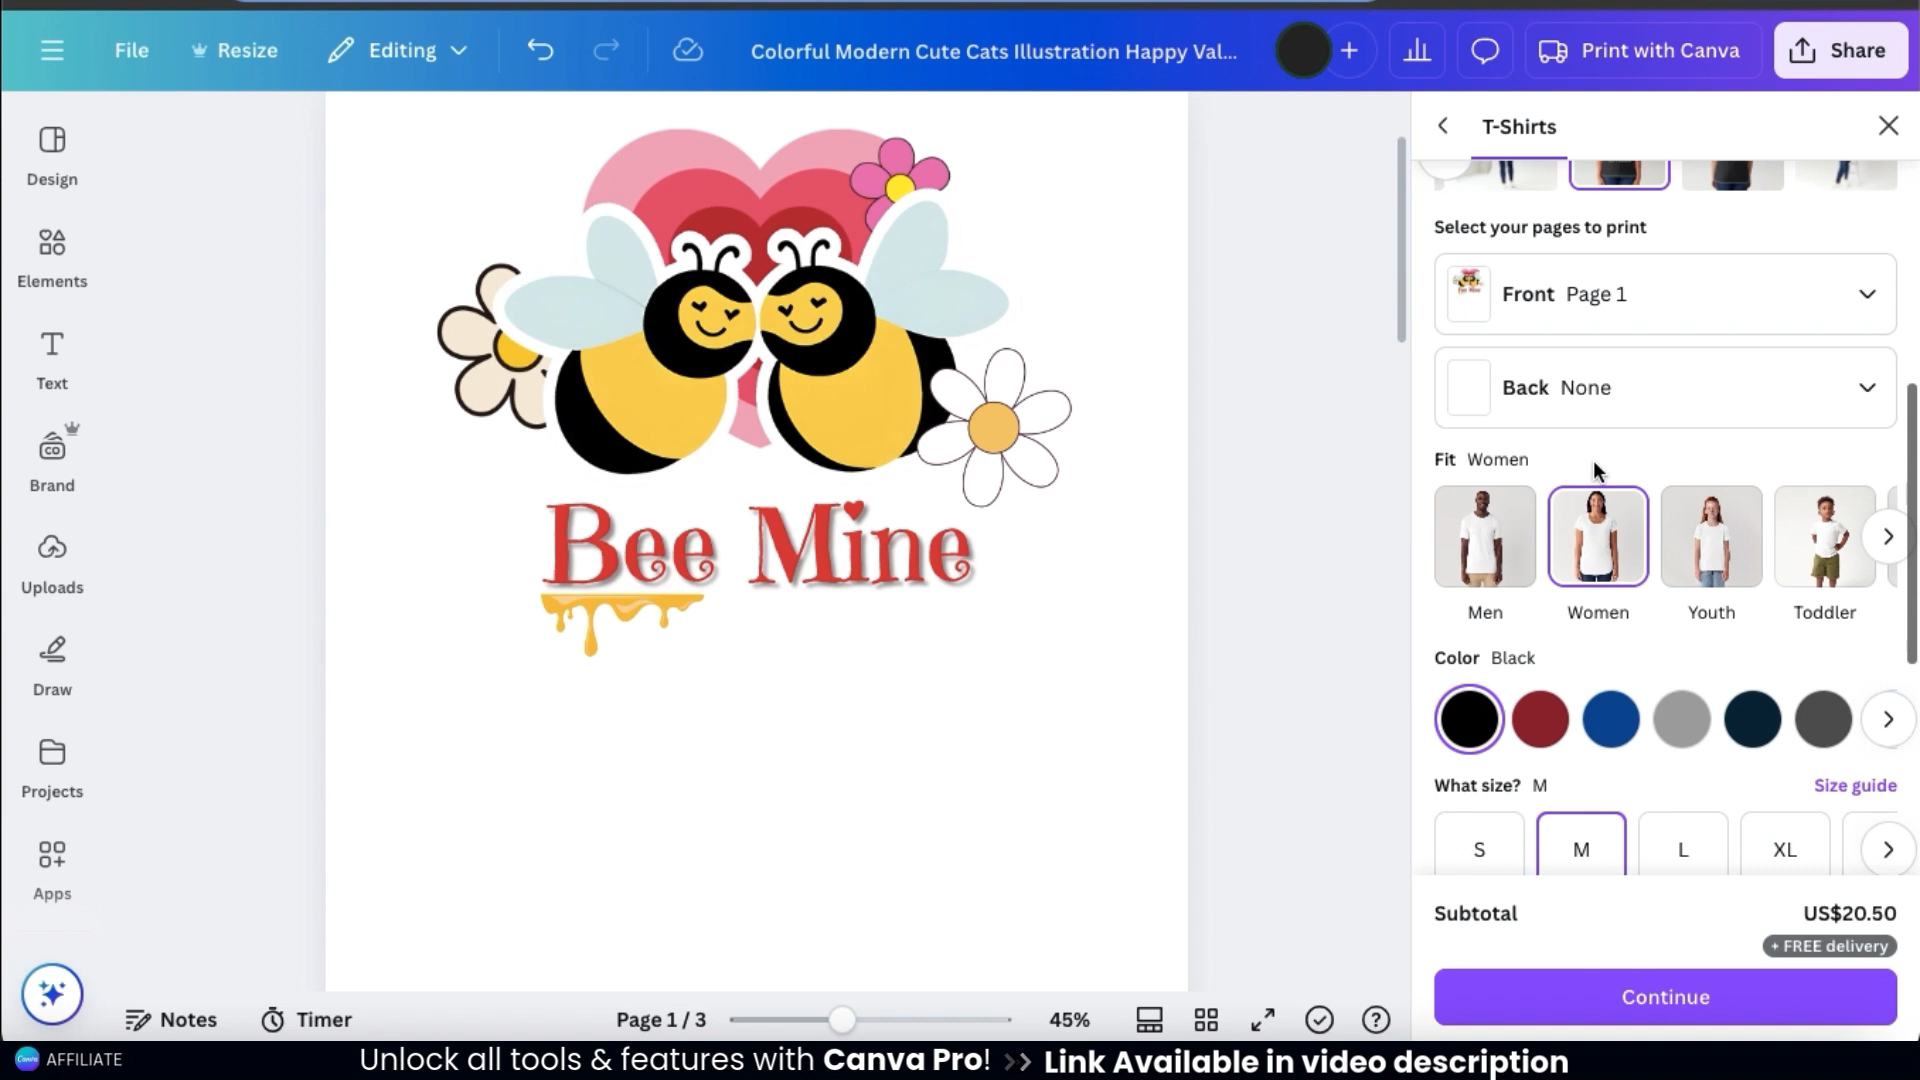 File
Resize
Editing
Colorful Modern Cute Cats Illustration Happy Val...
Print with Canva
Share
Design
Elements
Text
Brand
Uploads
Draw
Projects
Apps
Bee Mine
T-Shirts
Select your pages to print
Front Page 1
Back None
Fit Women
Men
Women
Youth
Toddler
Color Black
What size? M
Size guide
S
M
L
XL
Subtotal
US$20.50
+ FREE delivery
Continue
Notes
Timer
Page 1 / 3
45%
Canva AFFILIATE
Unlock all tools & features with Canva Pro! >> Link Available in video description